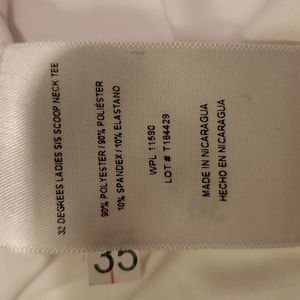 32 DEGREES LADIES S/S SCOOP NECK TEE
90% POLYESTER / 90% POLIÉSTER
10% SPANDEX / 10% ELASTANO
WPL 11590
LOT # T184429
MADE IN NICARAGUA
HECHO EN NICARAGUA
35